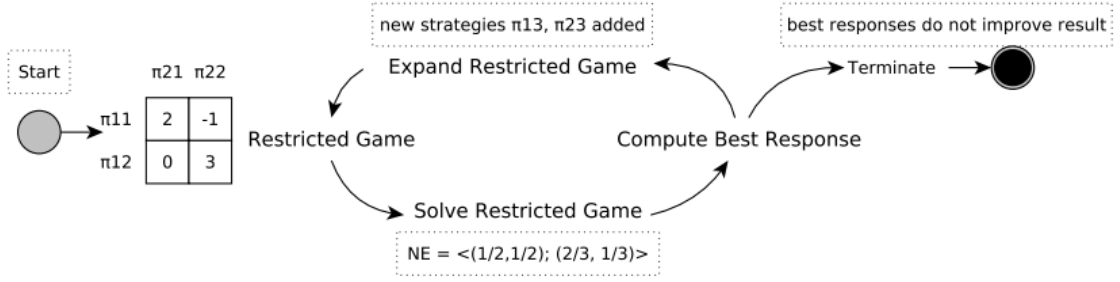 new strategies π13, π23 added
best responses do not improve result
Start
π21 π22
Expand Restricted Game
Terminate
π11 2 -1
Restricted Game
Compute Best Response
π12 0 3
Solve Restricted Game
NE = <(1/2,1/2); (2/3, 1/3)>